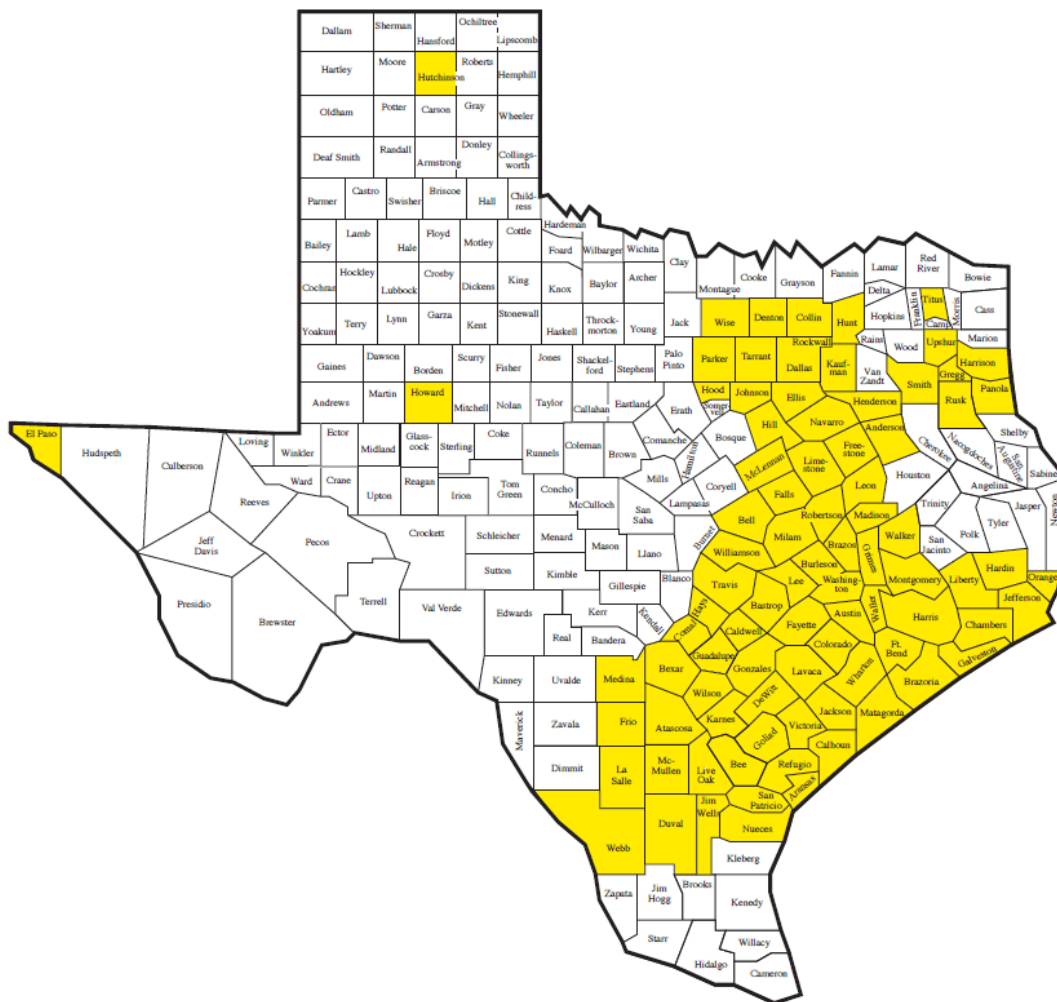 Dallam
Sherman
Hansford
Ochiltree
Lipscomb
Hartley
Moore
Hutchinson
Roberts
Hemphill
Oldham
Potter
Carson
Gray
Wheeler
Deaf Smith
Randall
Armstrong
Donley
Collings-
worth
Parmer
Castro
Swisher
Briscoe
Hall
Child-
ress
Bailey
Lamb
Hale
Floyd
Motley
Cottle
Hardeman
Foard
Wilbarger
Wichita
Clay
Montague
Cooke
Grayson
Fannin
Lamar
Red
River
Bowie
Cochran
Hockley
Lubbock
Crosby
Dickens
King
Knox
Baylor
Archer
Delta
Franklin
Titus
Morris
Cass
Yoakum
Terry
Lynn
Garza
Kent
Stonewall
Haskell
Throck-
morton
Young
Jack
Wise
Denton
Collin
Hunt
Hopkins
Camp
Rockwall
Rains
Wood
Upshur
Marion
Gaines
Dawson
Borden
Scurry
Fisher
Jones
Shackel-
ford
Stephens
Palo
Pinto
Parker
Tarrant
Dallas
Kauf-
man
Van
Zandt
Smith
Gregg
Harrison
Andrews
Martin
Howard
Mitchell
Nolan
Taylor
Callahan
Eastland
Erath
Hood
Somer-
vell
Johnson
Ellis
Henderson
Rusk
Panola
El Paso
Hudspeth
Culberson
Loving
Winkler
Ector
Midland
Glass-
cock
Sterling
Coke
Runnels
Coleman
Brown
Comanche
Hamilton
Bosque
Hill
Navarro
Anderson
Cherokee
Nacogdoches
Shelby
San
Augustine
Sabine
Reeves
Ward
Crane
Upton
Reagan
Irion
Tom
Green
Concho
McCulloch
Mills
Lampasas
Coryell
McLennan
Lime-
stone
Free-
stone
Leon
Houston
Angelina
Trinity
Jasper
Newton
Jeff
Davis
Pecos
Crockett
Schleicher
Menard
San
Saba
Burnet
Bell
Falls
Robertson
Madison
Walker
San
Jacinto
Polk
Tyler
Presidio
Brewster
Terrell
Val Verde
Sutton
Kimble
Mason
Llano
Williamson
Milam
Brazos
Grimes
Montgomery
Liberty
Hardin
Orange
Edwards
Kerr
Gillespie
Blanco
Travis
Lee
Burleson
Washing-
ton
Waller
Harris
Chambers
Jefferson
Real
Bandera
Kendall
Comal
Hays
Caldwell
Bastrop
Fayette
Austin
Colorado
Ft.
Bend
Galveston
Kinney
Uvalde
Medina
Bexar
Guadalupe
Gonzales
Lavaca
Wharton
Brazoria
Maverick
Zavala
Frio
Atascosa
Wilson
Karnes
DeWitt
Victoria
Jackson
Matagorda
Dimmit
La
Salle
Mc-
Mullen
Live
Oak
Bee
Goliad
Refugio
Calhoun
Aransas
Webb
Duval
Jim
Wells
San
Patricio
Nueces
Kleberg
Zapata
Jim
Hogg
Brooks
Kenedy
Starr
Hidalgo
Willacy
Cameron